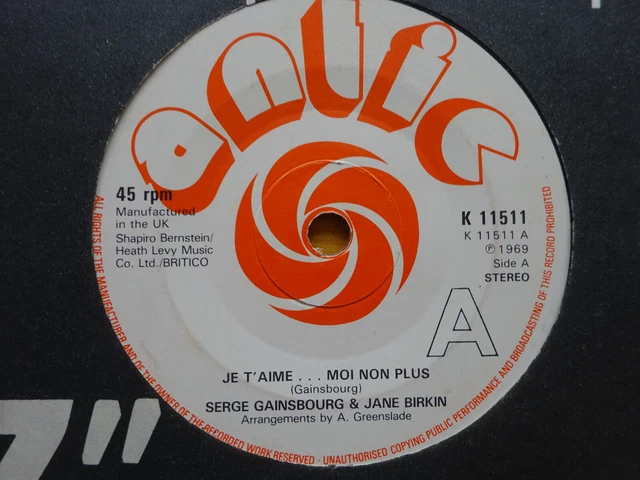 antic
45 rpm
Manufactured
in the UK
Shapiro Bernstein/
Heath Levy Music
Co. Ltd./BRITICO
K 11511
K 11511 A
℗ 1969
Side A
STEREO
A
JE T'AIME . . . MOI NON PLUS
(Gainsbourg)
SERGE GAINSBOURG & JANE BIRKIN
Arrangements by A. Greenslade
ALL RIGHTS OF THE MANUFACTURER AND OF THE OWNER OF THE RECORDED WORK RESERVED - UNAUTHORISED COPYING PUBLIC PERFORMANCE AND BROADCASTING OF THIS RECORD PROHIBITED
7"